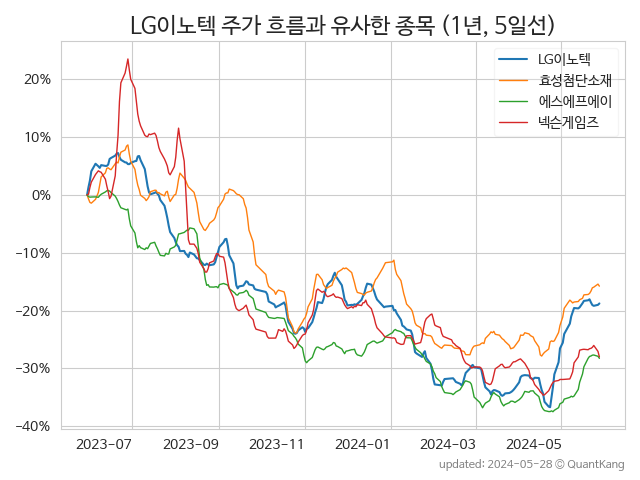 LG이노텍 주가 흐름과 유사한 종목 (1년, 5일선)
LG이노텍
효성첨단소재
에스에프에이
넥슨게임즈
20%
10%
0%
−10%
−20%
−30%
−40%
2023-07
2023-09
2023-11
2024-01
2024-03
2024-05
updated: 2024-05-28 © QuantKang